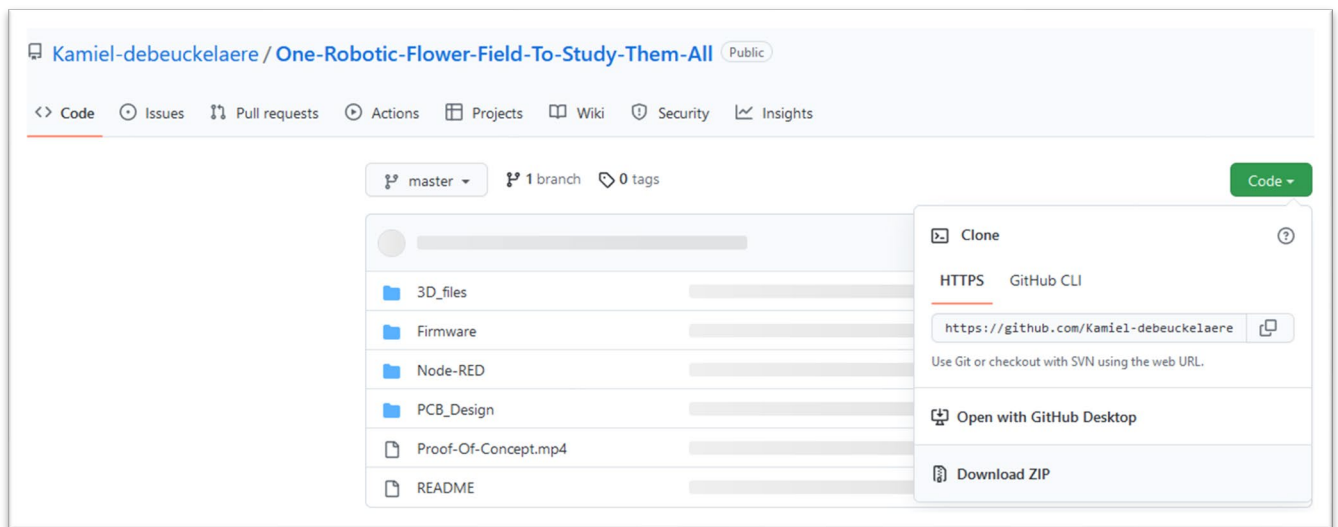 Kamiel-debeuckelaere / One-Robotic-Flower-Field-To-Study-Them-All Public
<> Code Issues Pull requests Actions Projects Wiki Security Insights
master 1 branch 0 tags Code
Clone
HTTPS GitHub CLI
3D_files
https://github.com/Kamiel-debeuckelaere
Firmware
Use Git or checkout with SVN using the web URL.
Node-RED
PCB_Design
Open with GitHub Desktop
Proof-Of-Concept.mp4
Download ZIP
README